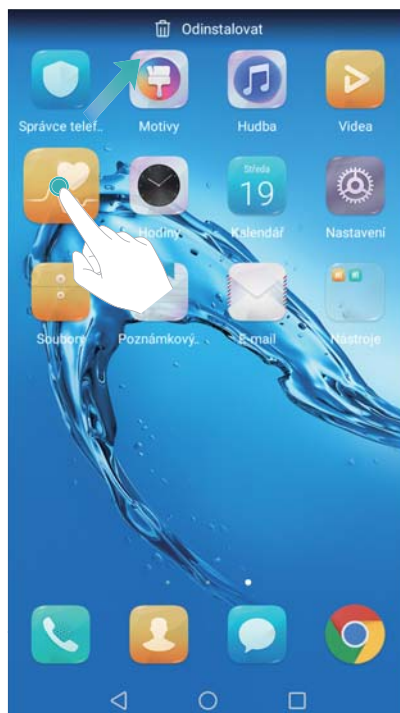 Odinstalovat
Správce telef..
Motivy
Hudba
Videa
Středa
19
Hodiny
Kalendář
Nastavení
Soubory
Poznámkový..
E-mail
Nástroje